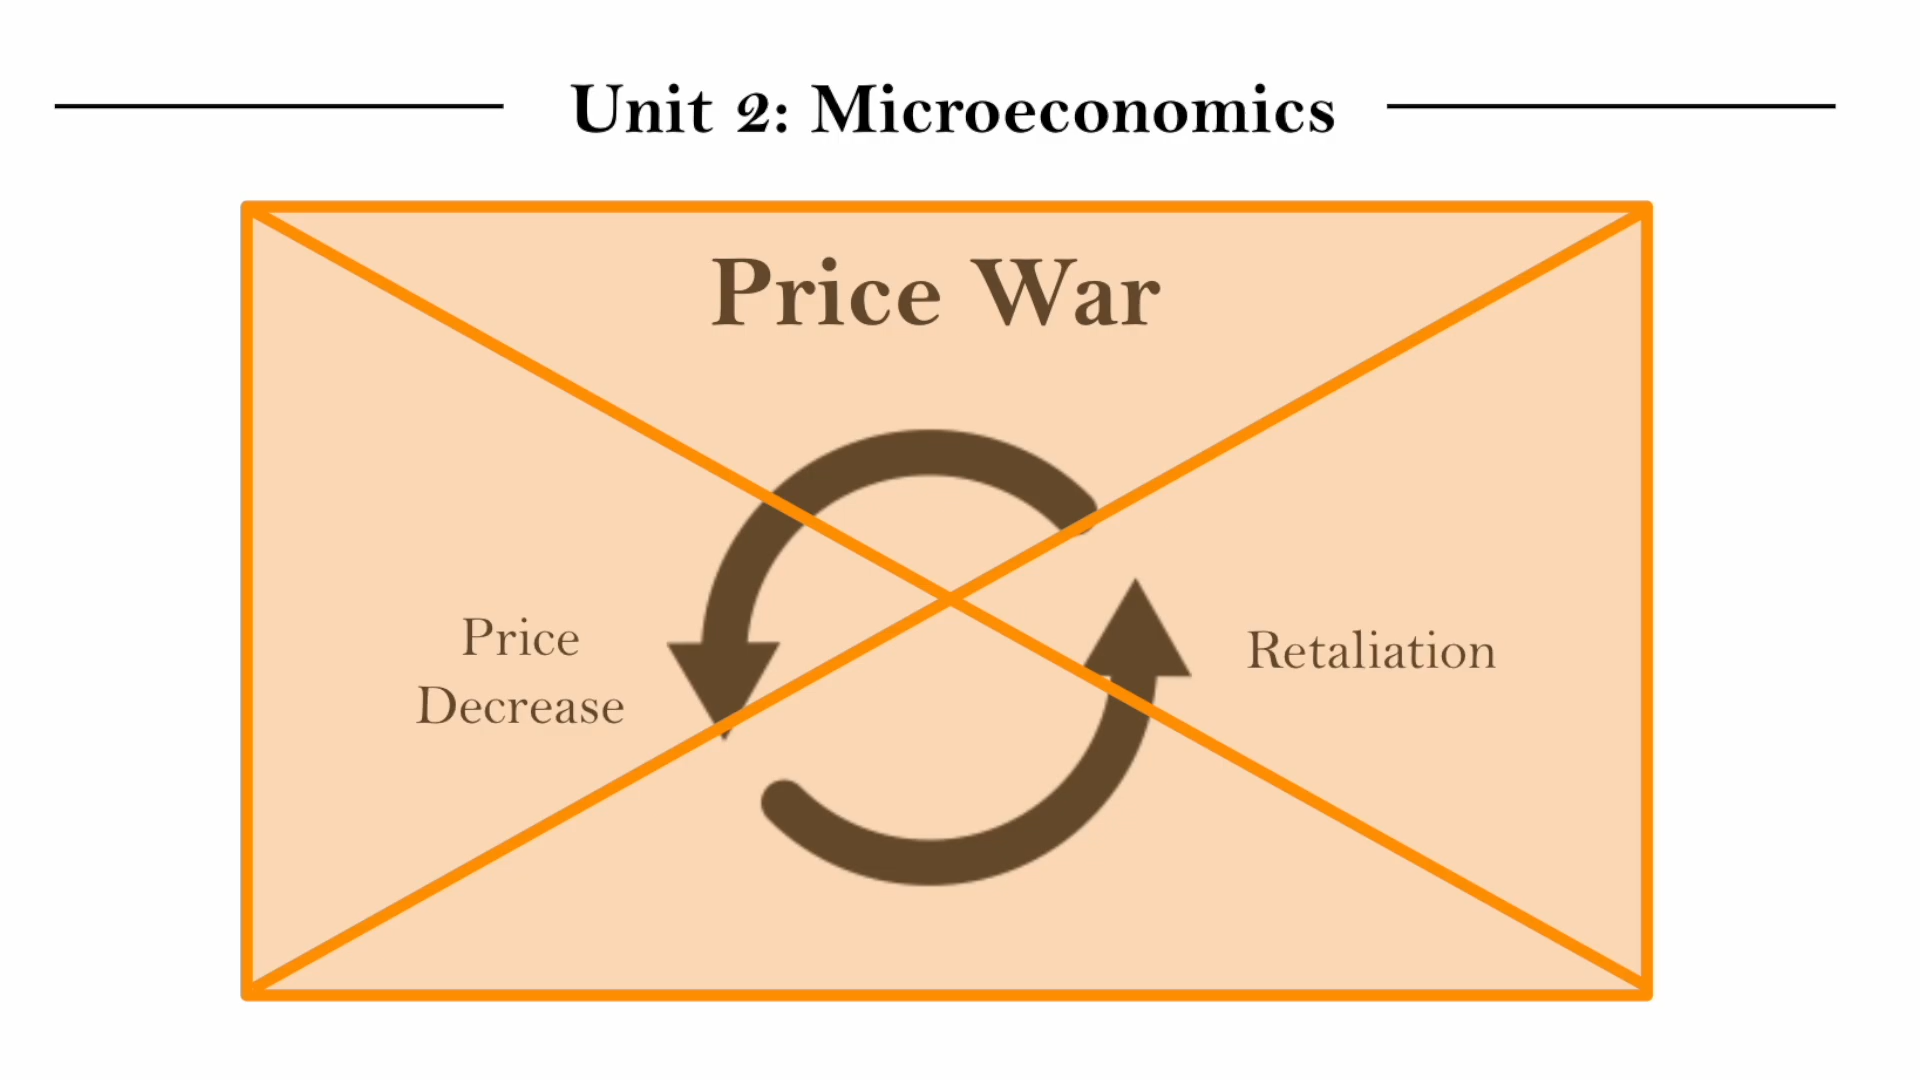 Unit 2: Microeconomics
Price War
Price
Decrease
Retaliation